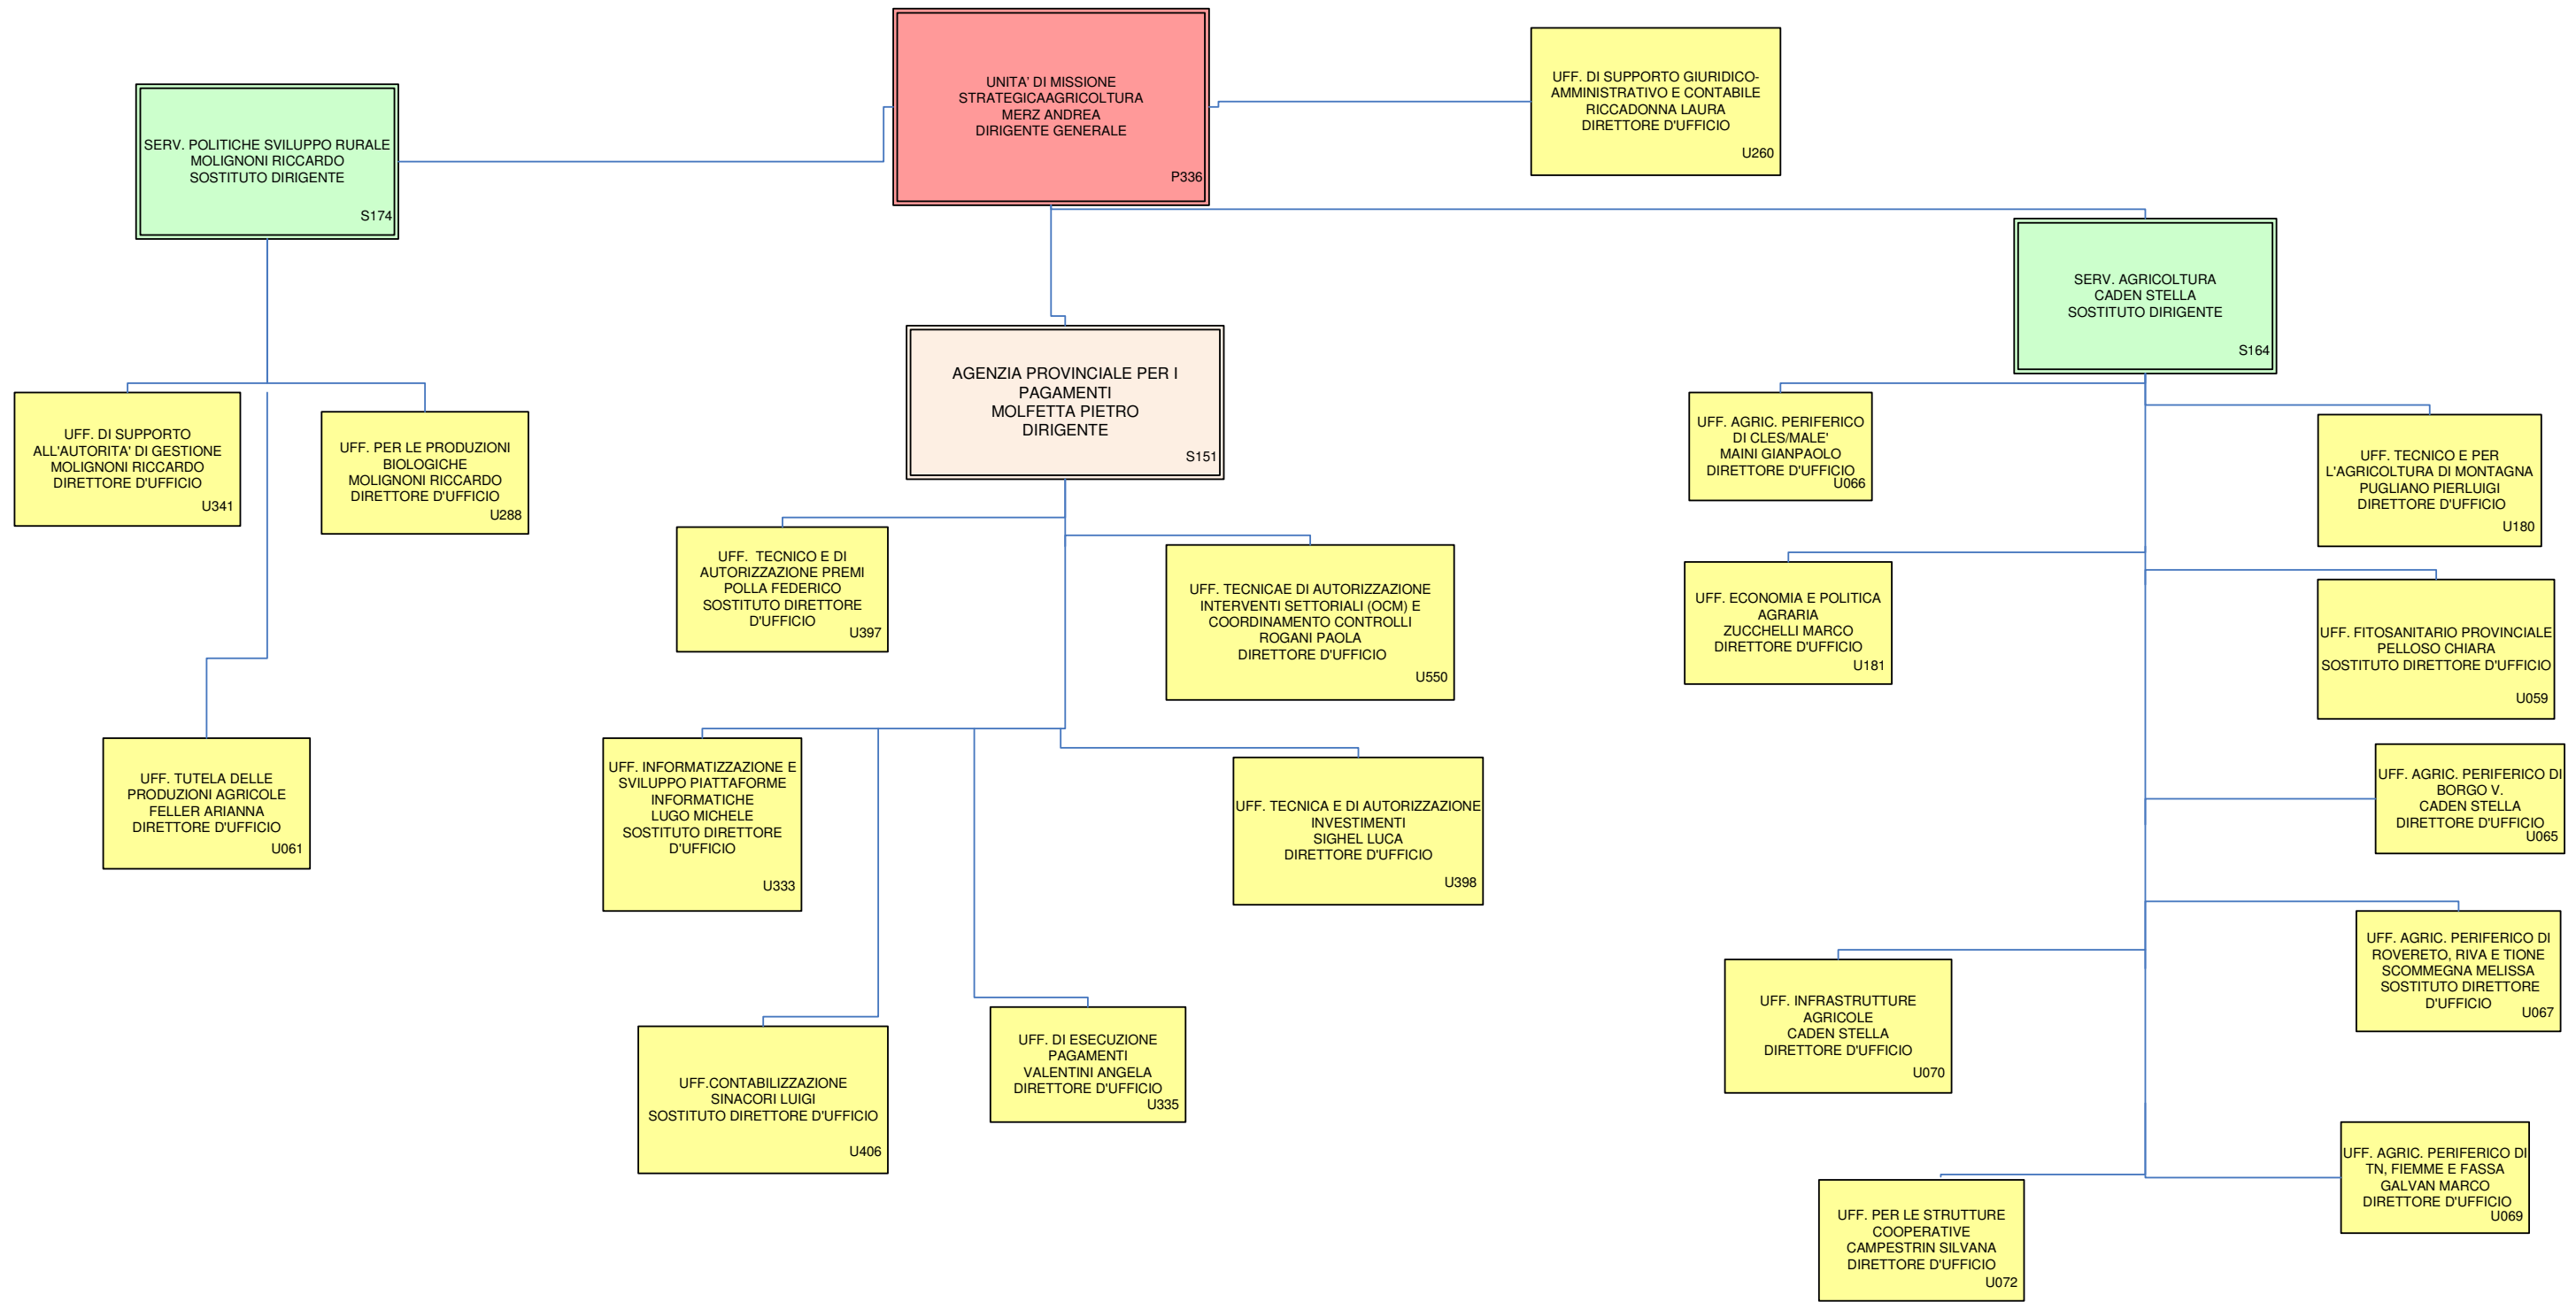 UNITA' DI MISSIONE
STRATEGICAAGRICOLTURA
MERZ ANDREA
DIRIGENTE GENERALE
P336
UFF. DI SUPPORTO GIURIDICO-
AMMINISTRATIVO E CONTABILE
RICCADONNA LAURA
DIRETTORE D'UFFICIO
U260
SERV. POLITICHE SVILUPPO RURALE
MOLIGNONI RICCARDO
SOSTITUTO DIRIGENTE
S174
SERV. AGRICOLTURA
CADEN STELLA
SOSTITUTO DIRIGENTE
S164
AGENZIA PROVINCIALE PER I
PAGAMENTI
MOLFETTA PIETRO
DIRIGENTE
S151
UFF. DI SUPPORTO
ALL'AUTORITA' DI GESTIONE
MOLIGNONI RICCARDO
DIRETTORE D'UFFICIO
U341
UFF. PER LE PRODUZIONI
BIOLOGICHE
MOLIGNONI RICCARDO
DIRETTORE D'UFFICIO
U288
UFF. TUTELA DELLE
PRODUZIONI AGRICOLE
FELLER ARIANNA
DIRETTORE D'UFFICIO
U061
UFF.  TECNICO E DI
AUTORIZZAZIONE PREMI
POLLA FEDERICO
SOSTITUTO DIRETTORE
D'UFFICIO
U397
UFF. TECNICAE DI AUTORIZZAZIONE
INTERVENTI SETTORIALI (OCM) E
COORDINAMENTO CONTROLLI
ROGANI PAOLA
DIRETTORE D'UFFICIO
U550
UFF. INFORMATIZZAZIONE E
SVILUPPO PIATTAFORME
INFORMATICHE
LUGO MICHELE
SOSTITUTO DIRETTORE
D'UFFICIO
U333
UFF. TECNICA E DI AUTORIZZAZIONE
INVESTIMENTI
SIGHEL LUCA
DIRETTORE D'UFFICIO
U398
UFF.CONTABILIZZAZIONE
SINACORI LUIGI
SOSTITUTO DIRETTORE D'UFFICIO
U406
UFF. DI ESECUZIONE
PAGAMENTI
VALENTINI ANGELA
DIRETTORE D'UFFICIO
U335
UFF. AGRIC. PERIFERICO
DI CLES/MALE'
MAINI GIANPAOLO
DIRETTORE D'UFFICIO
U066
UFF. TECNICO E PER
L'AGRICOLTURA DI MONTAGNA
PUGLIANO PIERLUIGI
DIRETTORE D'UFFICIO
U180
UFF. ECONOMIA E POLITICA
AGRARIA
ZUCCHELLI MARCO
DIRETTORE D'UFFICIO
U181
UFF. FITOSANITARIO PROVINCIALE
PELLOSO CHIARA
SOSTITUTO DIRETTORE D'UFFICIO
U059
UFF. AGRIC. PERIFERICO DI
BORGO V.
CADEN STELLA
DIRETTORE D'UFFICIO
U065
UFF. AGRIC. PERIFERICO DI
ROVERETO, RIVA E TIONE
SCOMMEGNA MELISSA
SOSTITUTO DIRETTORE
D'UFFICIO
U067
UFF. INFRASTRUTTURE
AGRICOLE
CADEN STELLA
DIRETTORE D'UFFICIO
U070
UFF. AGRIC. PERIFERICO DI
TN, FIEMME E FASSA
GALVAN MARCO
DIRETTORE D'UFFICIO
U069
UFF. PER LE STRUTTURE
COOPERATIVE
CAMPESTRIN SILVANA
DIRETTORE D'UFFICIO
U072